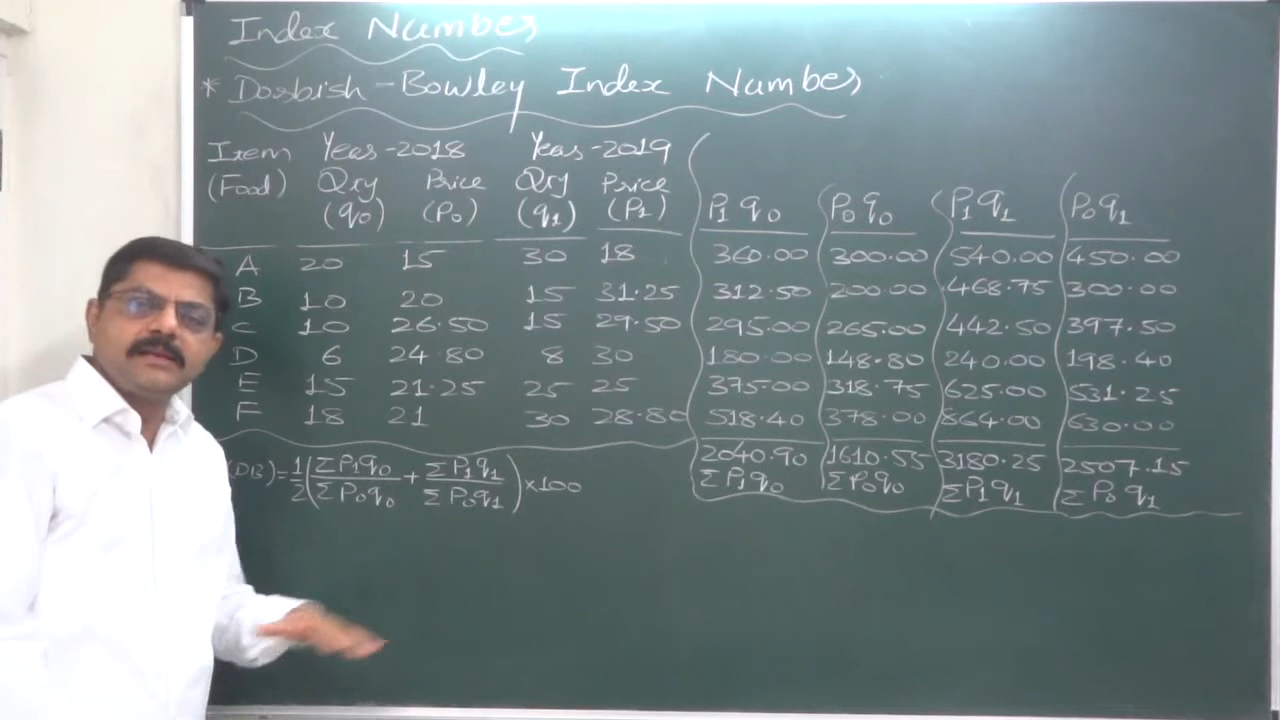 Index Number
* Dorbish-Bowley Index Number
Item Year-2018 Year-2019
(Food) Qty Price Qty Price
(q0) (P0) (q1) (P1) P1q0 P0q0 P1q1 P0q1
A 20 15 30 18 360.00 300.00 540.00 450.00
B 10 20 15 31.25 312.50 200.00 468.75 300.00
C 10 26.50 15 29.50 295.00 265.00 442.50 397.50
D 6 24.80 8 30 180.00 148.80 240.00 198.40
E 15 21.25 25 25 375.00 318.75 625.00 531.25
F 18 21 30 28.80 518.40 378.00 864.00 630.00
2040.90 1610.55 3180.25 2507.15
ΣP1q0 ΣP0q0 ΣP1q1 ΣP0q1
(DB)=1/2(ΣP1q0/ΣP0q0+ΣP1q1/ΣP0q1)×100